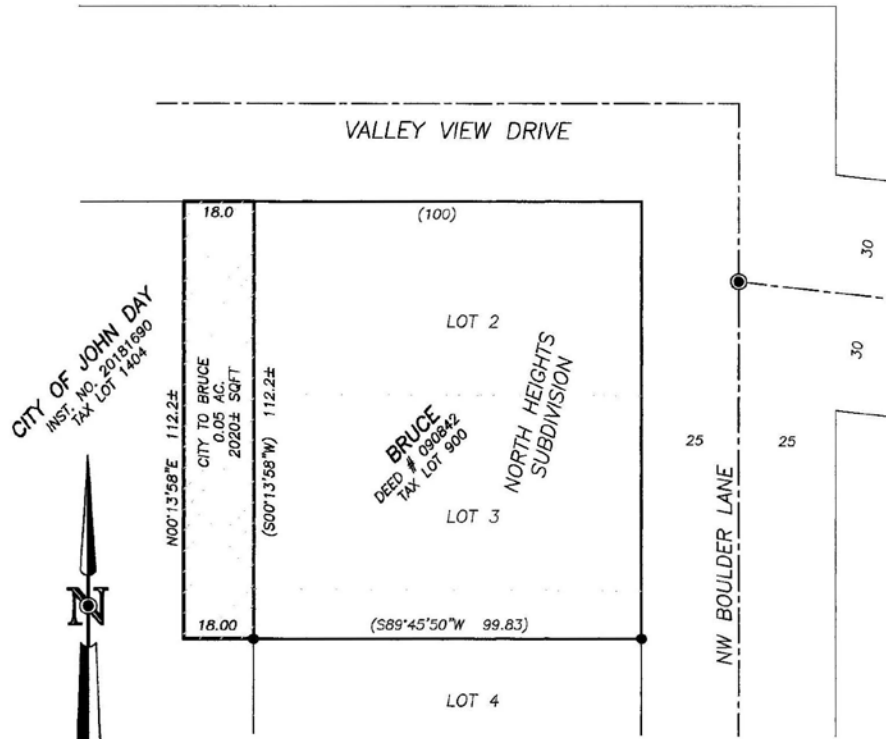 VALLEY VIEW DRIVE
18.0
(100)
30
LOT 2
CITY OF JOHN DAY
INST. NO. 20181690
TAX LOT 1404
N00°13'58"E 112.2±
CITY TO BRUCE
0.05 AC.
2020± SQFT
(S00°13'58"W) 112.2±
BRUCE
DEED # 090842
TAX LOT 900
NORTH HEIGHTS
SUBDIVISION
30
25
25
LOT 3
N
NW BOULDER LANE
18.00
(S89°45'50"W 99.83)
LOT 4